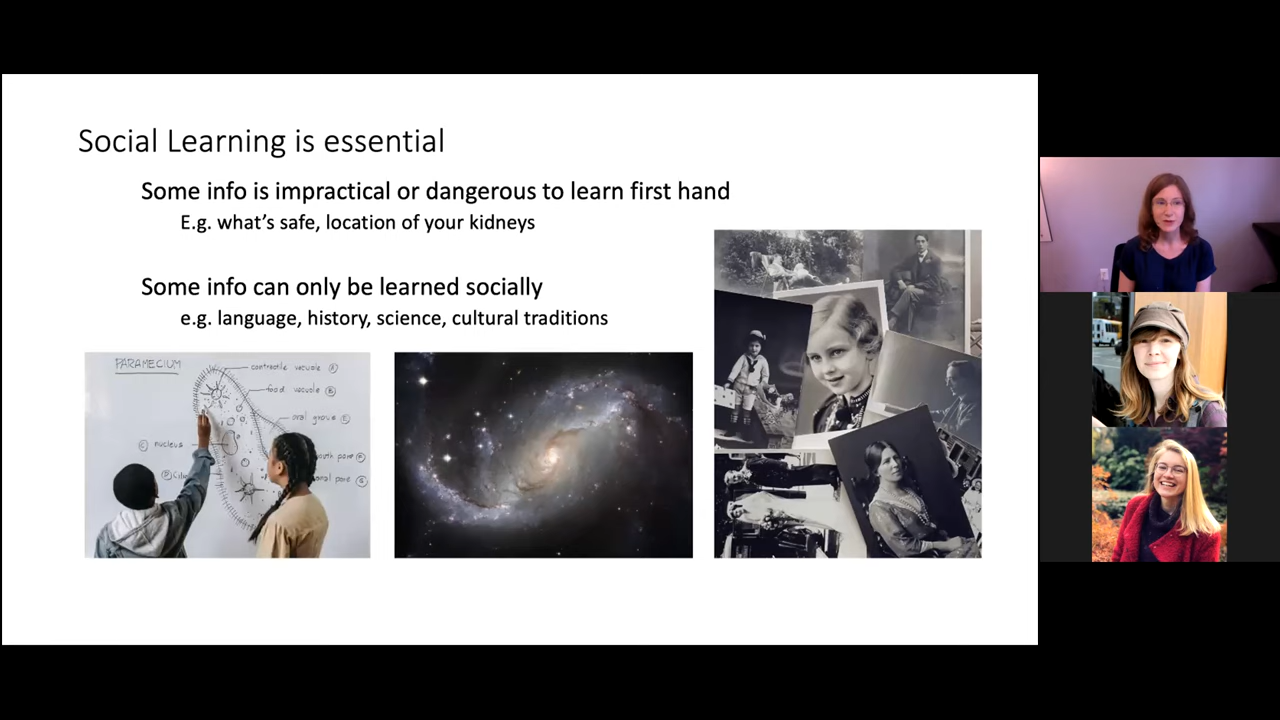 Social Learning is essential
Some info is impractical or dangerous to learn first hand
E.g. what's safe, location of your kidneys
Some info can only be learned socially
e.g. language, history, science, cultural traditions
PARAMECIUM
contractile vacuole A
food vacuole B
oral groove
C nucleus
D